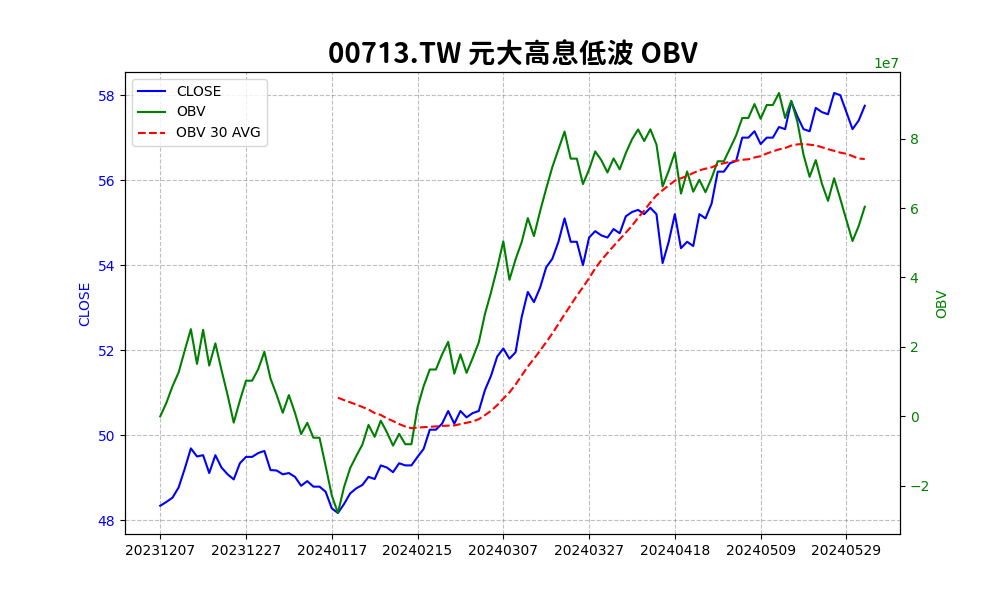 00713.TW 元大高息低波 OBV
1e7
CLOSE
OBV
OBV 30 AVG
58
56
54
52
50
48
CLOSE
8
6
4
2
0
−2
OBV
20231207 20231227 20240117 20240215 20240307 20240327 20240418 20240509 20240529